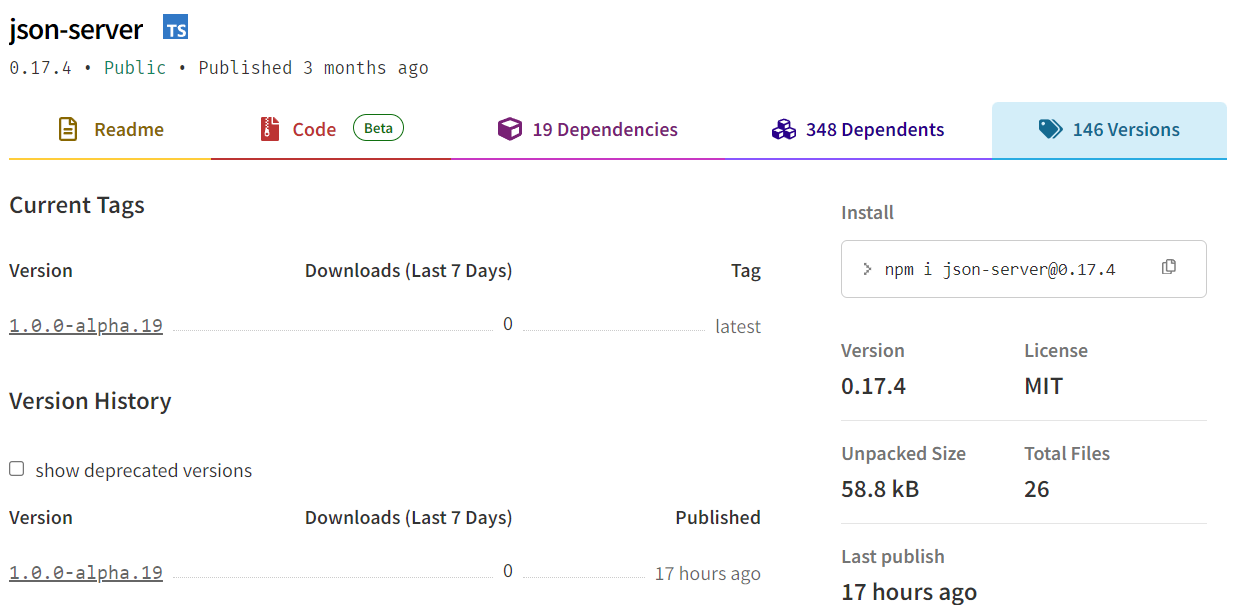 json-server TS
0.17.4 • Public • Published 3 months ago
Readme
Code Beta
19 Dependencies
348 Dependents
146 Versions
Current Tags
Version Downloads (Last 7 Days) Tag
1.0.0-alpha.19 0 latest
Version History
show deprecated versions
Version Downloads (Last 7 Days) Published
1.0.0-alpha.19 0 17 hours ago
Install
> npm i json-server@0.17.4
Version License
0.17.4 MIT
Unpacked Size Total Files
58.8 kB 26
Last publish
17 hours ago